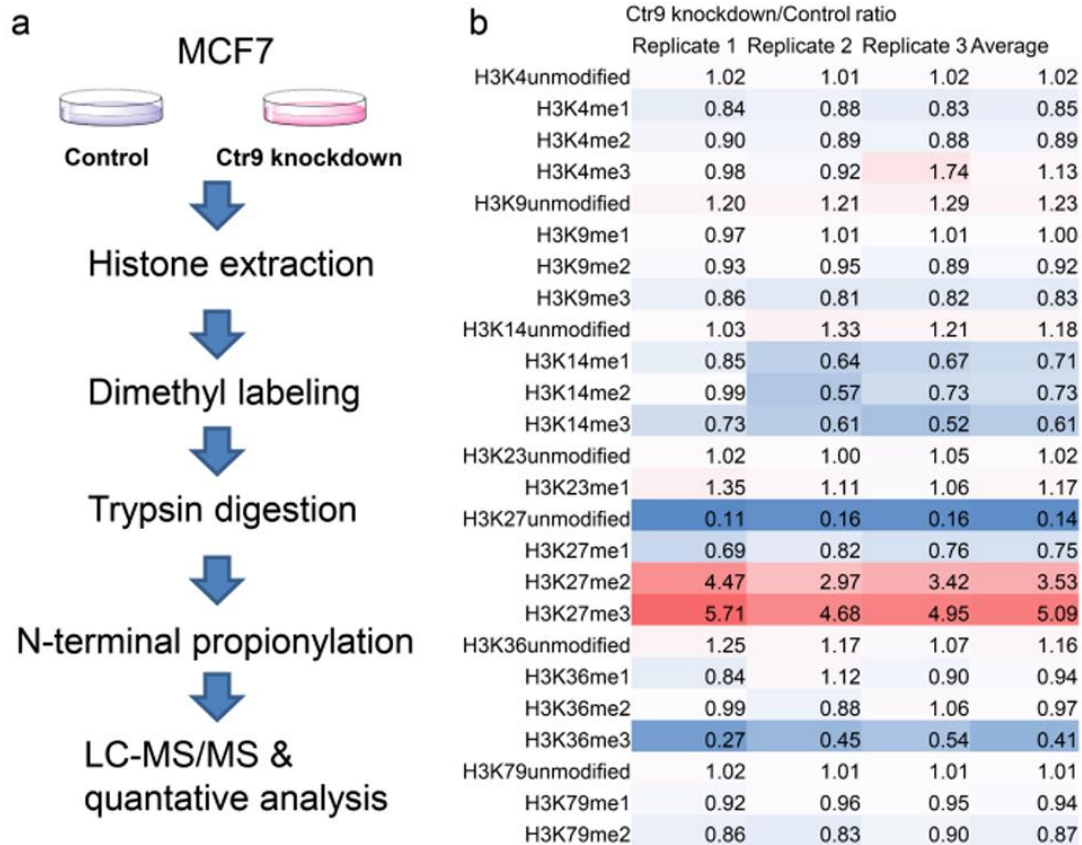 a
MCF7
Control Ctr9 knockdown
Histone extraction
Dimethyl labeling
Trypsin digestion
N-terminal propionylation
LC-MS/MS &
quantative analysis
b
Ctr9 knockdown/Control ratio
Replicate 1 Replicate 2 Replicate 3 Average
H3K4unmodified 1.02 1.01 1.02 1.02
H3K4me1 0.84 0.88 0.83 0.85
H3K4me2 0.90 0.89 0.88 0.89
H3K4me3 0.98 0.92 1.74 1.13
H3K9unmodified 1.20 1.21 1.29 1.23
H3K9me1 0.97 1.01 1.01 1.00
H3K9me2 0.93 0.95 0.89 0.92
H3K9me3 0.86 0.81 0.82 0.83
H3K14unmodified 1.03 1.33 1.21 1.18
H3K14me1 0.85 0.64 0.67 0.71
H3K14me2 0.99 0.57 0.73 0.73
H3K14me3 0.73 0.61 0.52 0.61
H3K23unmodified 1.02 1.00 1.05 1.02
H3K23me1 1.35 1.11 1.06 1.17
H3K27unmodified 0.11 0.16 0.16 0.14
H3K27me1 0.69 0.82 0.76 0.75
H3K27me2 4.47 2.97 3.42 3.53
H3K27me3 5.71 4.68 4.95 5.09
H3K36unmodified 1.25 1.17 1.07 1.16
H3K36me1 0.84 1.12 0.90 0.94
H3K36me2 0.99 0.88 1.06 0.97
H3K36me3 0.27 0.45 0.54 0.41
H3K79unmodified 1.02 1.01 1.01 1.01
H3K79me1 0.92 0.96 0.95 0.94
H3K79me2 0.86 0.83 0.90 0.87